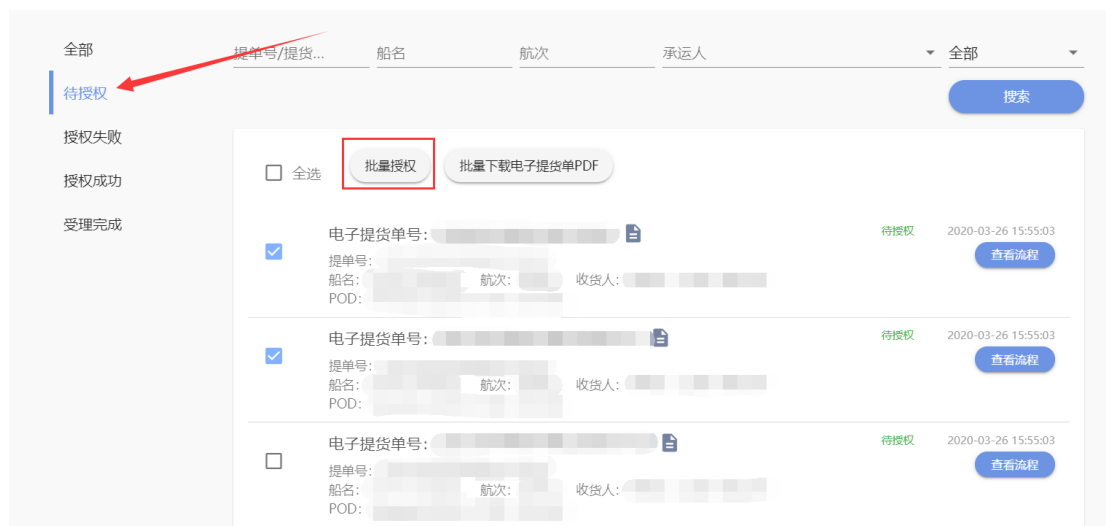 全部
待授权
授权失败
授权成功
受理完成
提单号/提货... 船名 航次 承运人 全部
搜索
全选 批量授权 批量下载电子提货单PDF
电子提货单号: 待授权 2020-03-26 15:55:03
提单号: 查看流程
船名: 航次: 收货人:
POD:
电子提货单号: 待授权 2020-03-26 15:55:03
提单号: 查看流程
船名: 航次: 收货人:
POD:
电子提货单号: 待授权 2020-03-26 15:55:03
提单号: 查看流程
船名: 航次: 收货人:
POD: